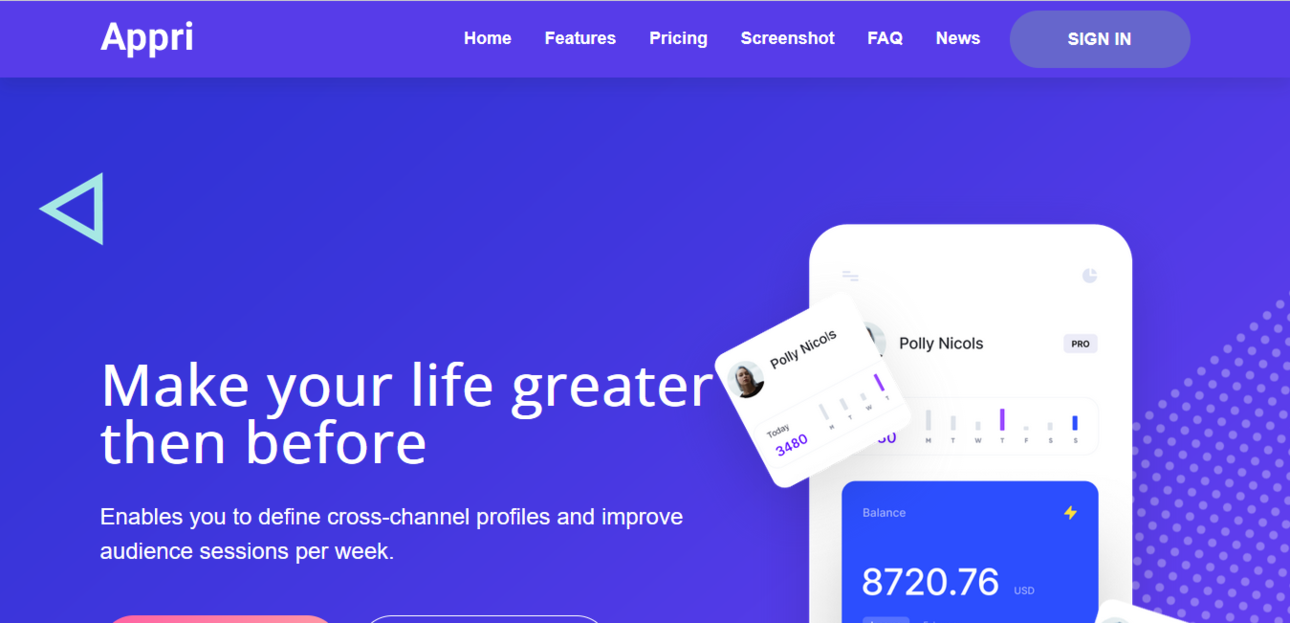 Appri
Home Features Pricing Screenshot FAQ News SIGN IN
Make your life greater
then before
Enables you to define cross-channel profiles and improve
audience sessions per week.
Polly Nicols
Today
3480
M T W T
Polly Nicols PRO
M T W T F S S
Balance
8720.76 USD